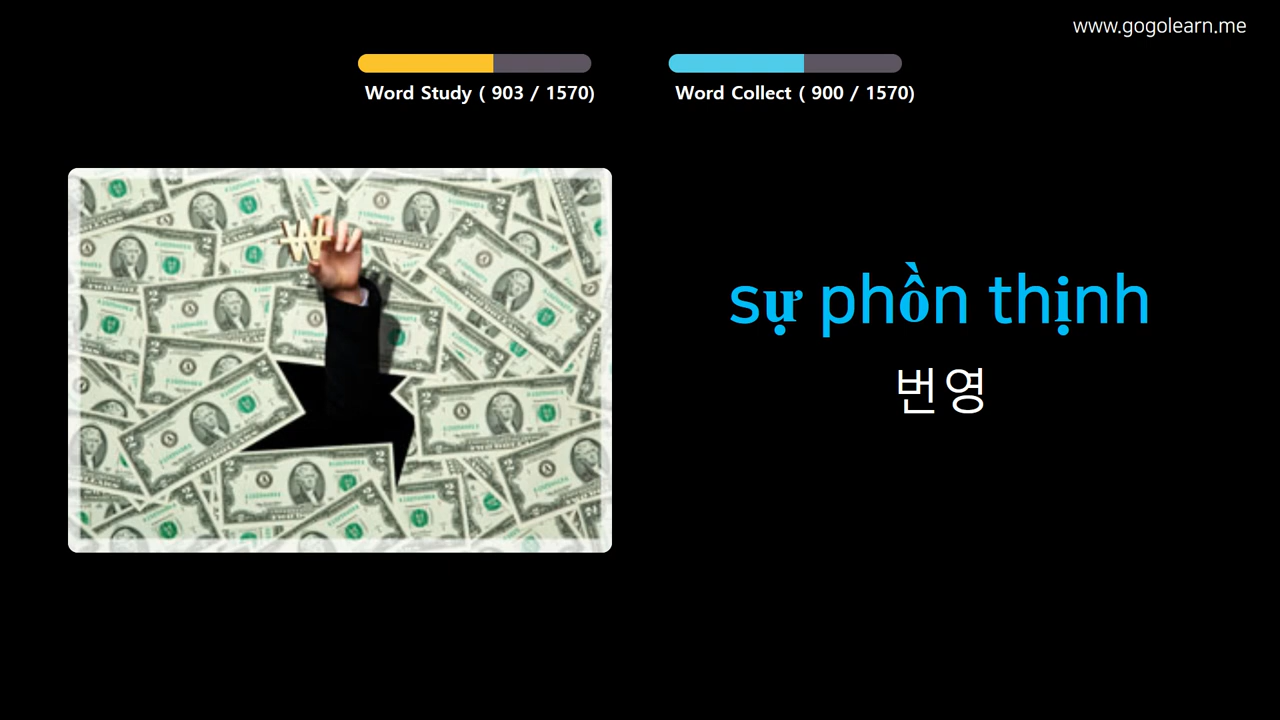 www.gogolearn.me
Word Study ( 903 / 1570)
Word Collect ( 900 / 1570)
sự phồn thịnh
번영